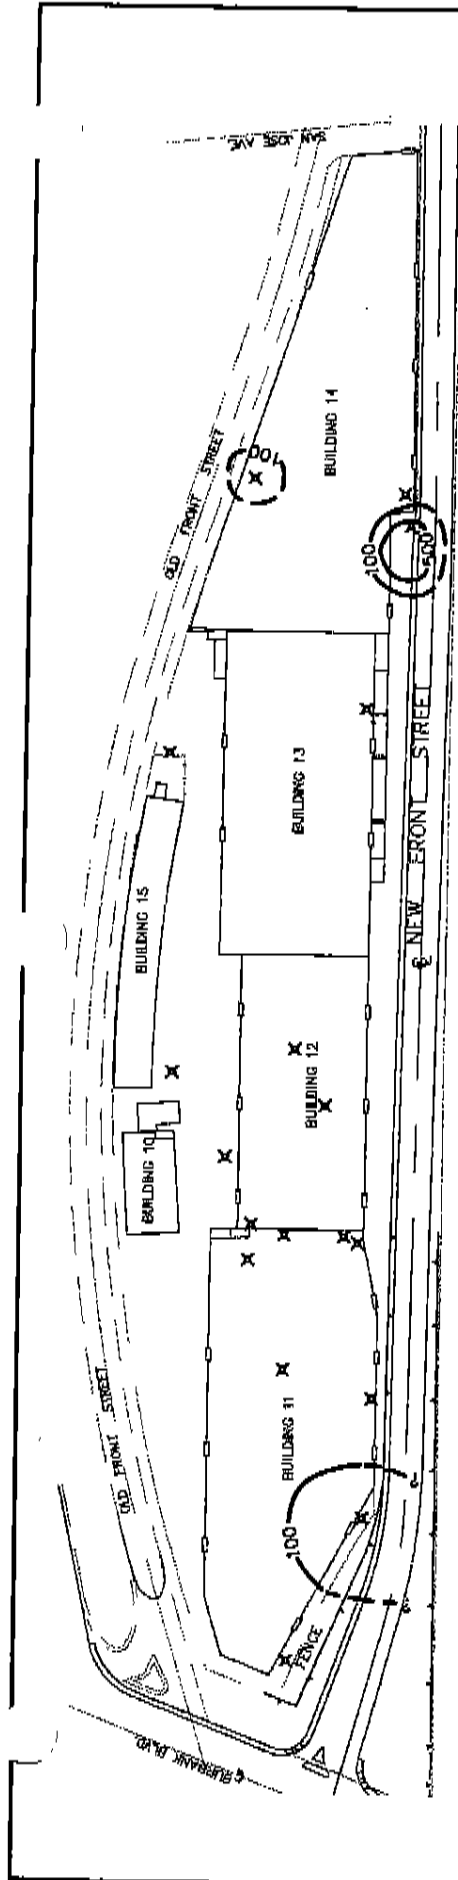 SAN JOSE AVE
BUILDING 14
OLD FRONT STREET
100
100
500
BUILDING 13
NEW FRONT STREET
BUILDING 15
BUILDING 12
BUILDING 10
OLD FRONT STREET
BUILDING 11
100
FENCE
BURBANK BLVD.